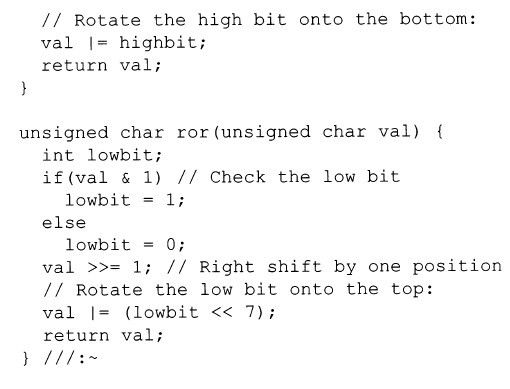 // Rotate the high bit onto the bottom:
val |= highbit;
return val;
}
unsigned char ror(unsigned char val) {
int lowbit;
if(val & 1) // Check the low bit
lowbit = 1;
else
lowbit = 0;
val >>= 1; // Right shift by one position
// Rotate the low bit onto the top:
val |= (lowbit << 7);
return val;
} ///:~